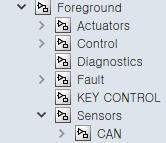 Foreground
Actuators
Control
Diagnostics
Fault
KEY CONTROL
Sensors
CAN